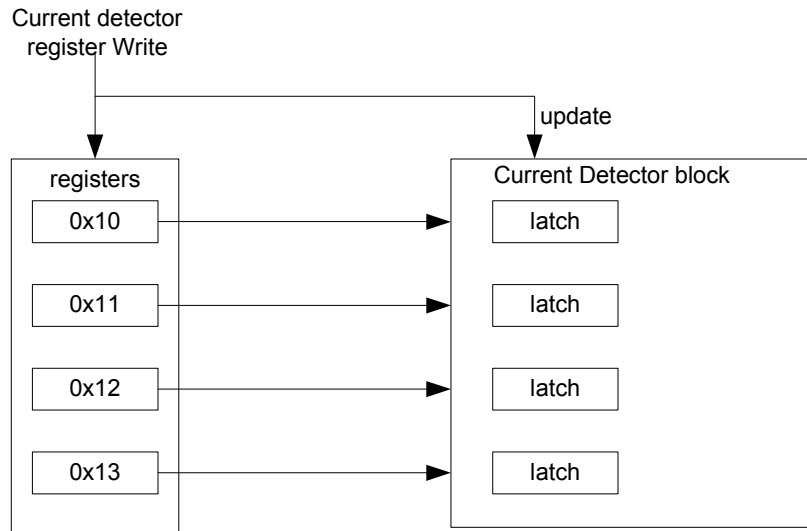 Current detector
register Write
update
registers
Current Detector block
0x10
latch
0x11
latch
0x12
latch
0x13
latch